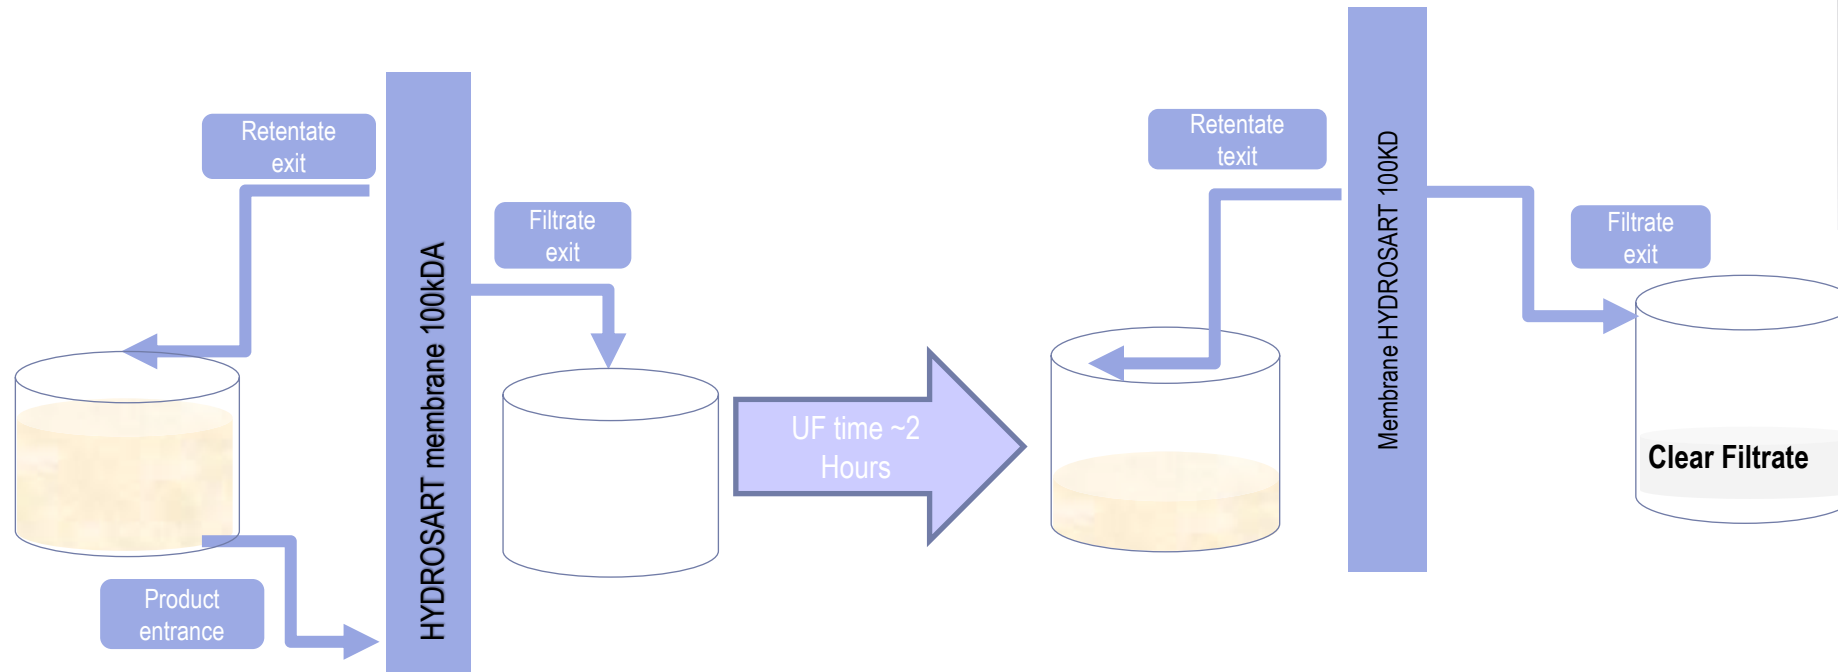 Retentate
exit
HYDROSART membrane 100kDA
Filtrate
exit
Product
entrance
UF time ~2
Hours
Retentate
texit
Membrane HYDROSART 100KD
Filtrate
exit
Clear Filtrate